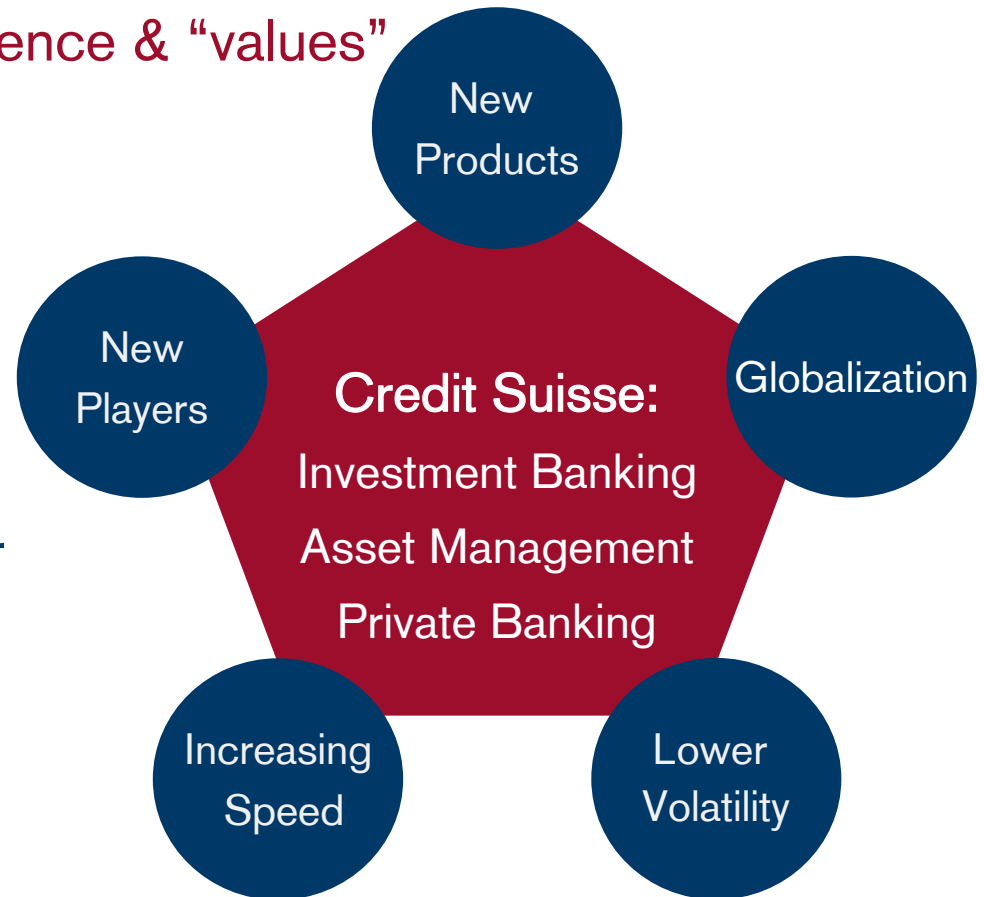 ence & “values”
New
Products
New
Players
Globalization
Credit Suisse:
Investment Banking
Asset Management
Private Banking
Increasing
Speed
Lower
Volatility